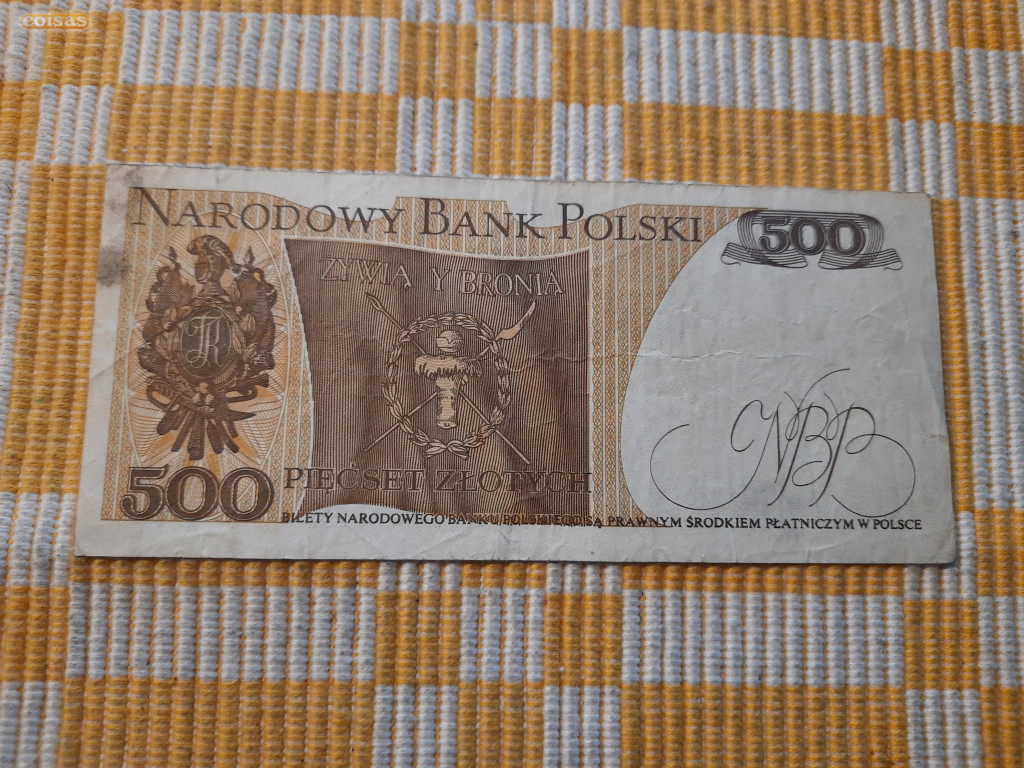 coisas
NARODOWY BANK POLSKI
500
ŻYWIĄ Y BRONIĄ
TK
NBP
500
PIĘĆSET ZŁOTYCH
BILETY NARODOWEGO BANKU POLSKIEGO SĄ PRAWNYM ŚRODKIEM PŁATNICZYM W POLSCE